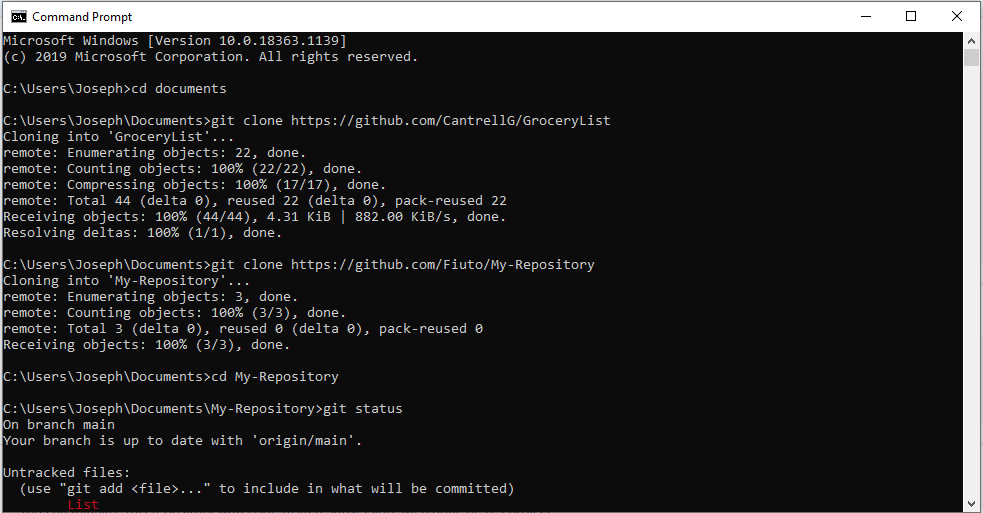 Command Prompt
Microsoft Windows [Version 10.0.18363.1139]
(c) 2019 Microsoft Corporation. All rights reserved.
C:\Users\Joseph>cd documents
C:\Users\Joseph\Documents>git clone https://github.com/CantrellG/GroceryList
Cloning into 'GroceryList'...
remote: Enumerating objects: 22, done.
remote: Counting objects: 100% (22/22), done.
remote: Compressing objects: 100% (17/17), done.
remote: Total 44 (delta 0), reused 22 (delta 0), pack-reused 22
Receiving objects: 100% (44/44), 4.31 KiB | 882.00 KiB/s, done.
Resolving deltas: 100% (1/1), done.
C:\Users\Joseph\Documents>git clone https://github.com/Fiuto/My-Repository
Cloning into 'My-Repository'...
remote: Enumerating objects: 3, done.
remote: Counting objects: 100% (3/3), done.
remote: Total 3 (delta 0), reused 0 (delta 0), pack-reused 0
Receiving objects: 100% (3/3), done.
C:\Users\Joseph\Documents>cd My-Repository
C:\Users\Joseph\Documents\My-Repository>git status
On branch main
Your branch is up to date with 'origin/main'.
Untracked files:
  (use "git add <file>..." to include in what will be committed)
        List